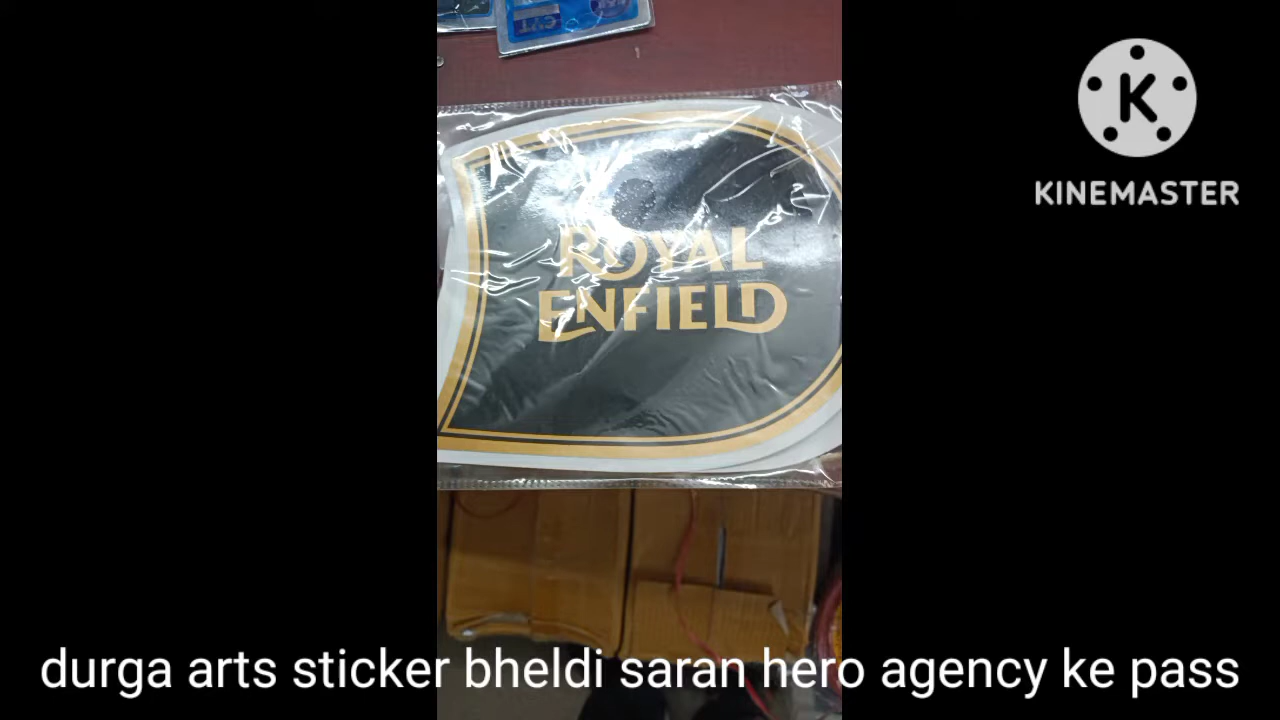 KINEMASTER
ROYAL
ENFIELD
durga arts sticker bheldi saran hero agency ke pass